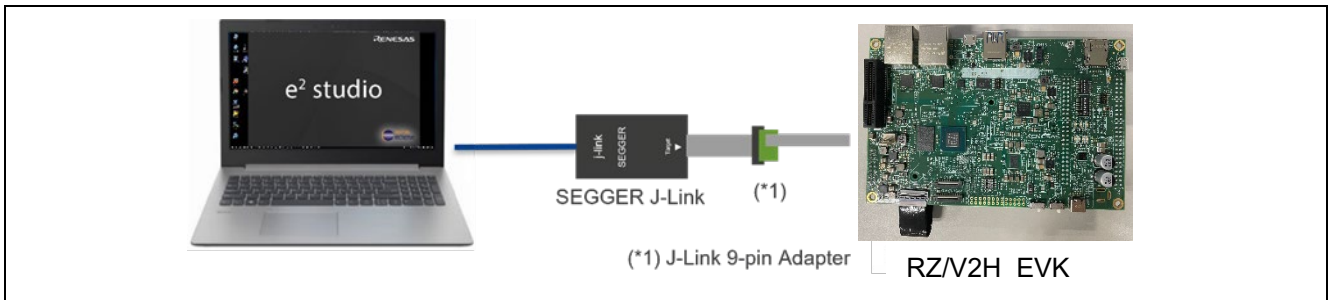 RENESAS
e² studio
j-link
SEGGER
Target
SEGGER J-Link
(*1)
(*1) J-Link 9-pin Adapter
RZ/V2H EVK